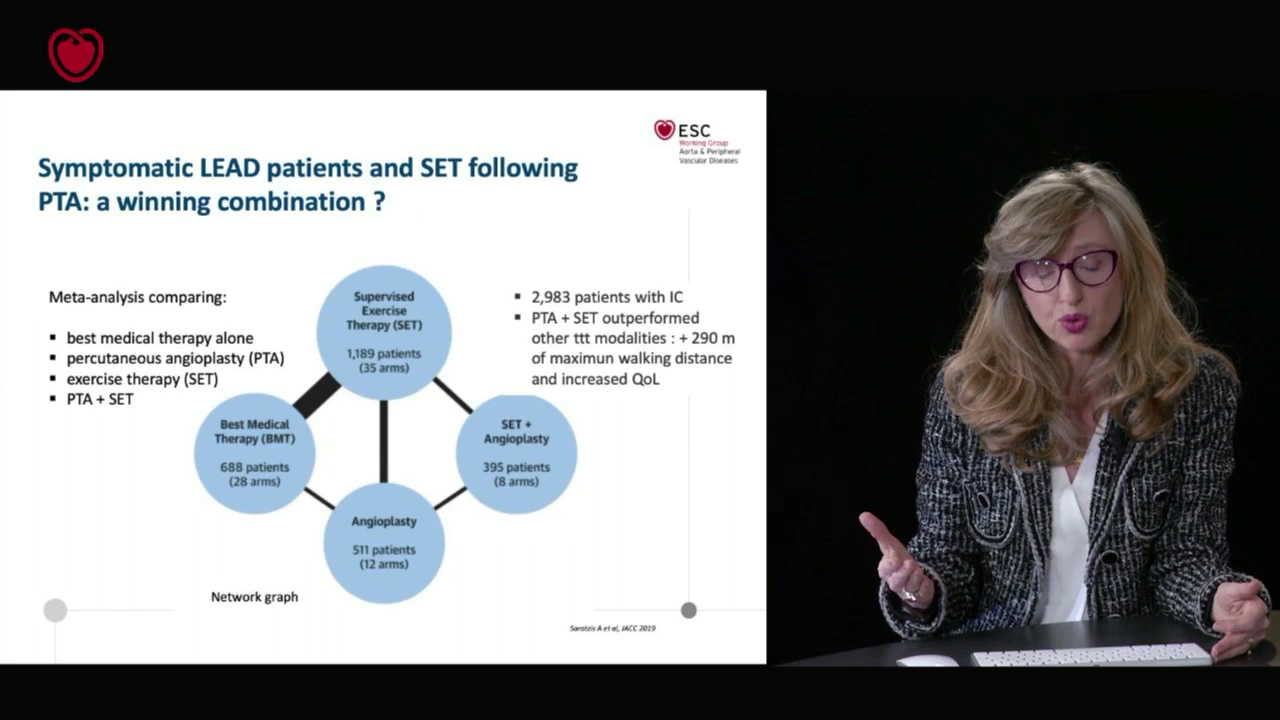 ESC
Working Group
Aorta & Peripheral
Vascular Diseases
Symptomatic LEAD patients and SET following
PTA: a winning combination ?
Meta-analysis comparing:
▪ best medical therapy alone
▪ percutaneous angioplasty (PTA)
▪ exercise therapy (SET)
▪ PTA + SET
Supervised
Exercise
Therapy (SET)
1,189 patients
(35 arms)
Best Medical
Therapy (BMT)
688 patients
(28 arms)
SET +
Angioplasty
395 patients
(8 arms)
Angioplasty
511 patients
(12 arms)
Network graph
▪ 2,983 patients with IC
▪ PTA + SET outperformed
other ttt modalities : + 290 m
of maximun walking distance
and increased QoL
Saratzis A et al, JACC 2019